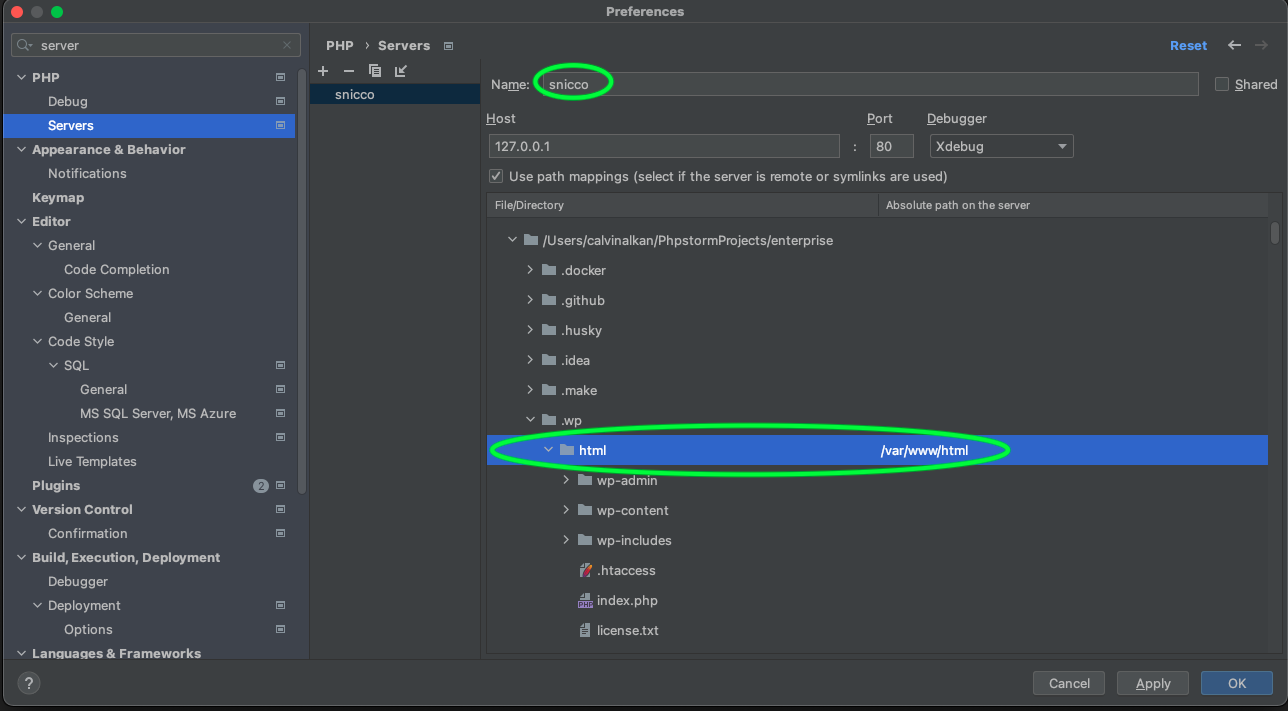 Preferences
server
PHP
Debug
Servers
Appearance & Behavior
Notifications
Keymap
Editor
General
Code Completion
Color Scheme
General
Code Style
SQL
General
MS SQL Server, MS Azure
Inspections
Live Templates
Plugins 2
Version Control
Confirmation
Build, Execution, Deployment
Debugger
Deployment
Options
Languages & Frameworks
PHP › Servers
Reset
snicco
Name: snicco
Shared
Host Port Debugger
127.0.0.1 : 80 Xdebug
Use path mappings (select if the server is remote or symlinks are used)
File/Directory Absolute path on the server
/Users/calvinalkan/PhpstormProjects/enterprise
.docker
.github
.husky
.idea
.make
.wp
html /var/www/html
wp-admin
wp-content
wp-includes
.htaccess
PHP index.php
license.txt
? Cancel Apply OK